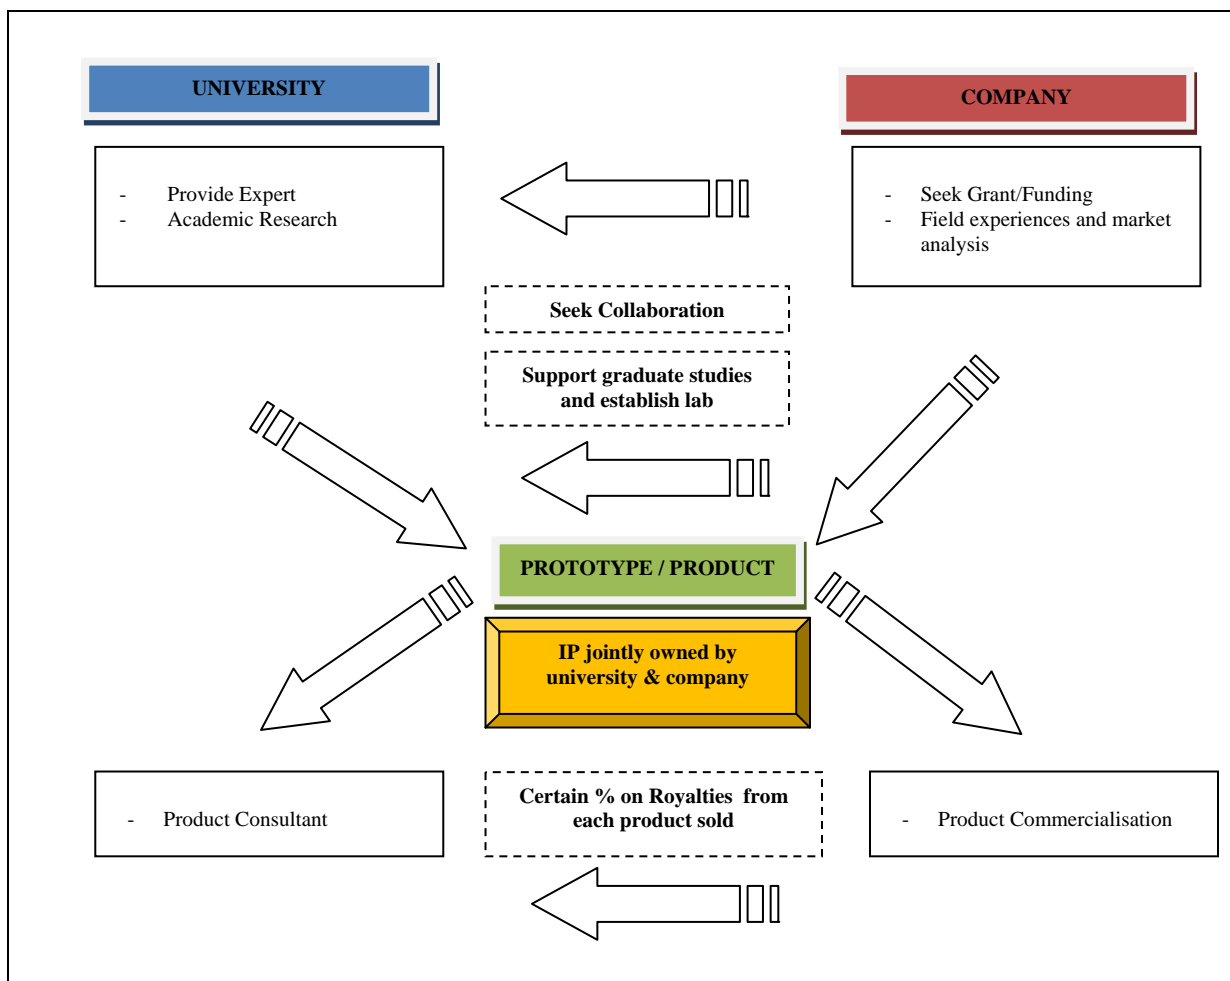 UNIVERSITY
COMPANY
- Provide Expert
- Academic Research
- Seek Grant/Funding
- Field experiences and market
analysis
Seek Collaboration
Support graduate studies
and establish lab
PROTOTYPE / PRODUCT
IP jointly owned by
university & company
- Product Consultant
Certain % on Royalties from
each product sold
- Product Commercialisation